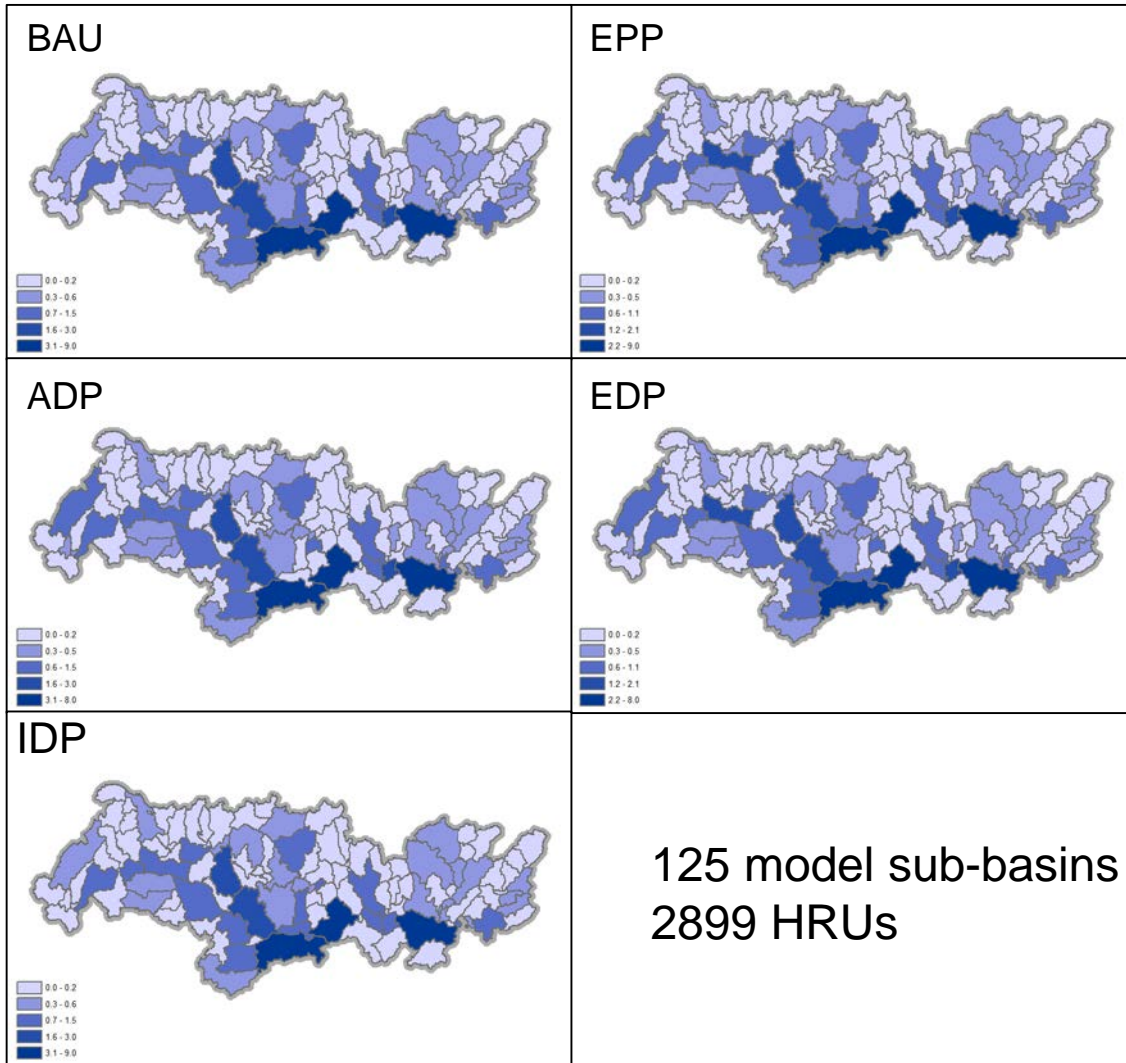 BAU
0.0 - 0.2
0.3 - 0.6
0.7 - 1.5
1.6 - 3.0
3.1 - 9.0
EPP
0.0 - 0.2
0.3 - 0.5
0.6 - 1.1
1.2 - 2.1
2.2 - 9.0
ADP
0.0 - 0.2
0.3 - 0.5
0.6 - 1.5
1.6 - 3.0
3.1 - 8.0
EDP
0.0 - 0.2
0.3 - 0.5
0.6 - 1.1
1.2 - 2.1
2.2 - 8.0
IDP
0.0 - 0.2
0.3 - 0.6
0.7 - 1.5
1.6 - 3.0
3.1 - 9.0
125 model sub-basins
2899 HRUs